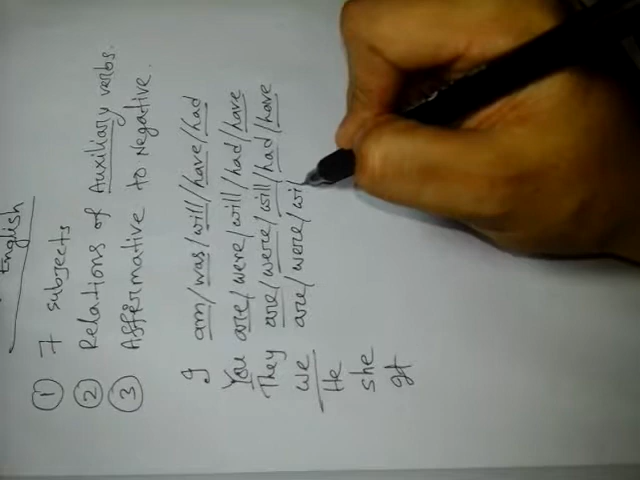 English
① 7 subjects
② Relations of Auxiliary verbs.
③ Affirmative to Negative.
I am/was/will/have/had
You are/were/will/had/have
They are/were/will/had/have
We are/were/wil
He
she
It